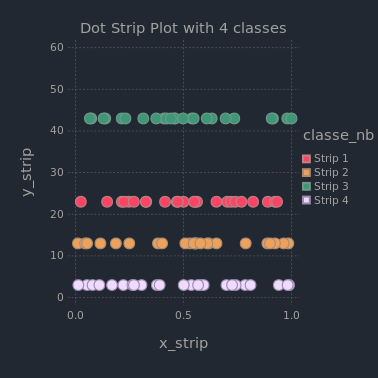 Dot Strip Plot with 4 classes
60
50
40
30
20
10
0
y_strip
0.0
0.5
1.0
x_strip
classe_nb
Strip 1
Strip 2
Strip 3
Strip 4